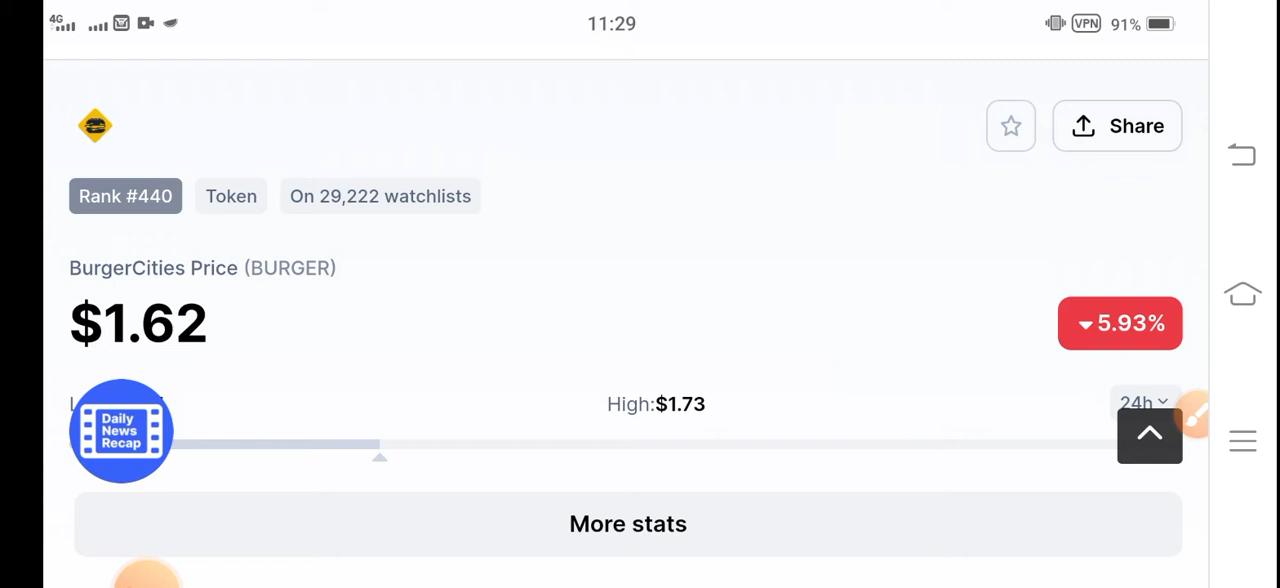 4G 11:29 VPN 91%
Share
Rank #440 Token On 29,222 watchlists
BurgerCities Price (BURGER)
$1.62 5.93%
High:$1.73 24h
Daily
News
Recap
More stats